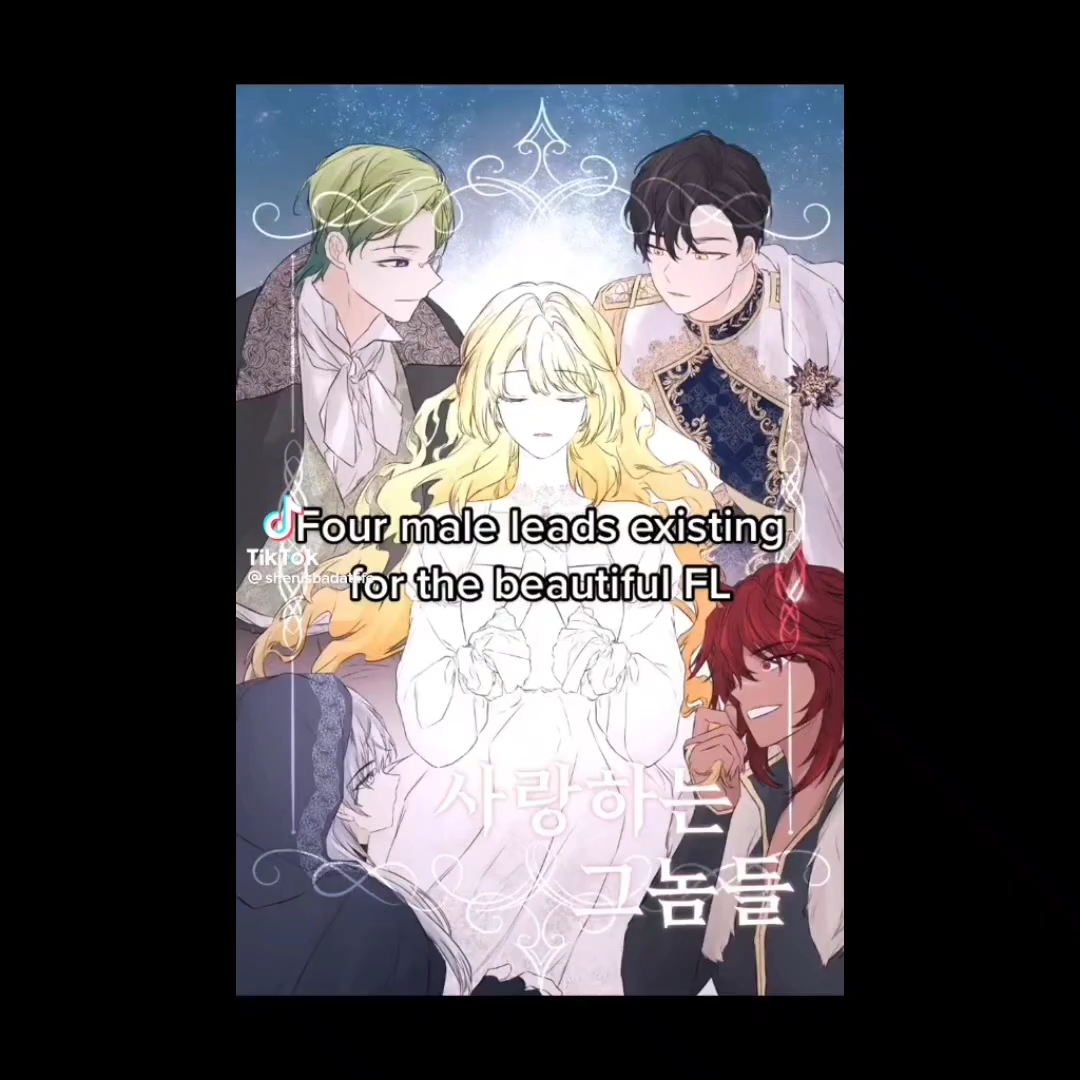 Four male leads existing
for the beautiful FL
TikTok
사랑하는
그놈들